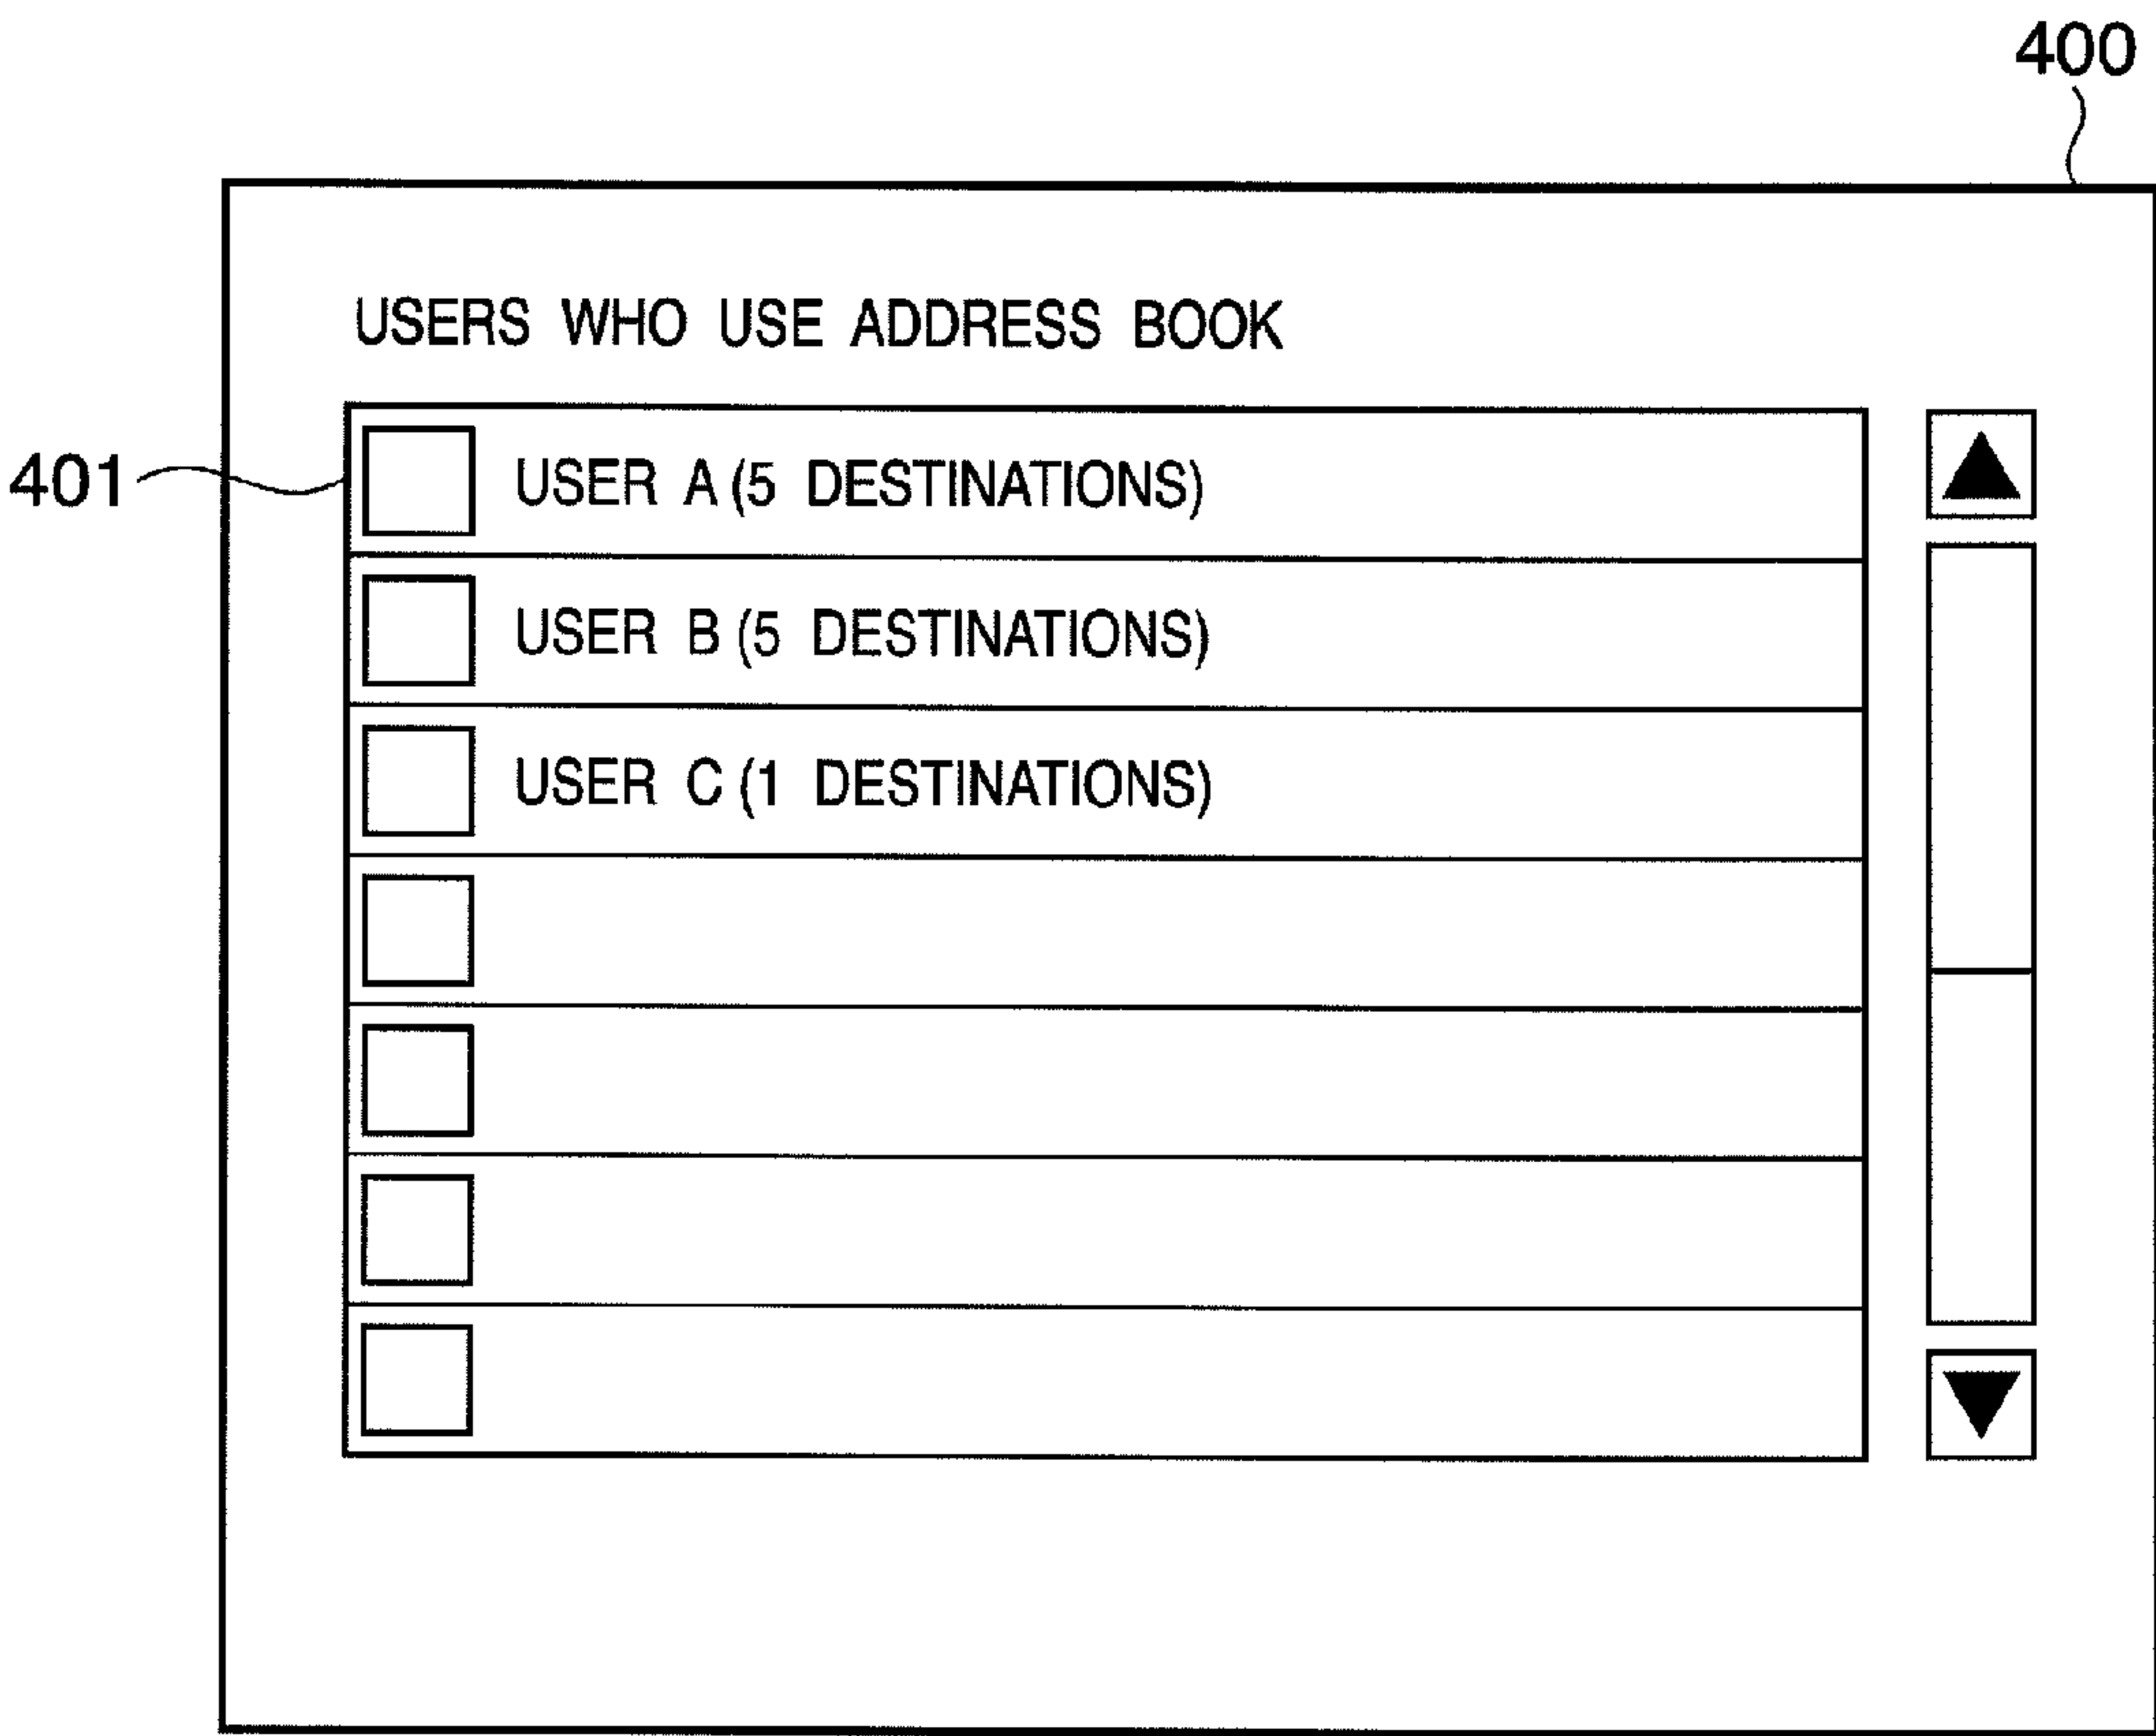 400
USERS WHO USE ADDRESS BOOK
401
USER A (5 DESTINATIONS)
USER B (5 DESTINATIONS)
USER C (1 DESTINATIONS)